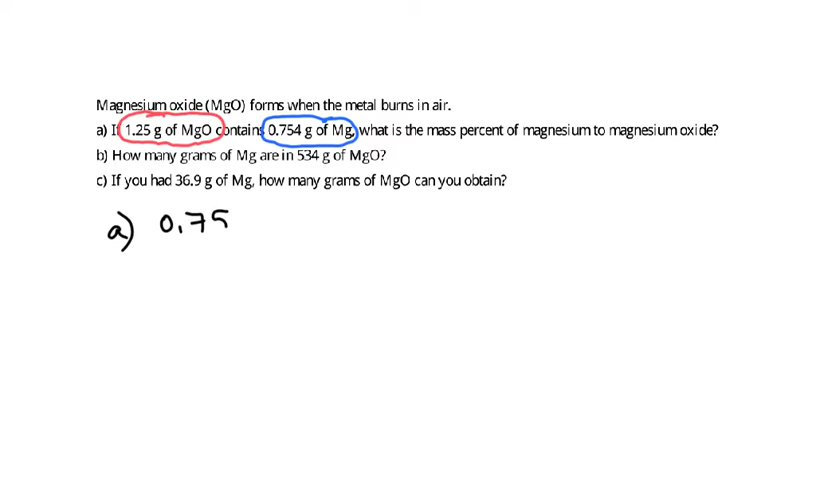 Magnesium oxide (MgO) forms when the metal burns in air.
a) If 1.25 g of MgO contains 0.754 g of Mg, what is the mass percent of magnesium to magnesium oxide?
b) How many grams of Mg are in 534 g of MgO?
c) If you had 36.9 g of Mg, how many grams of MgO can you obtain?
a) 0.75